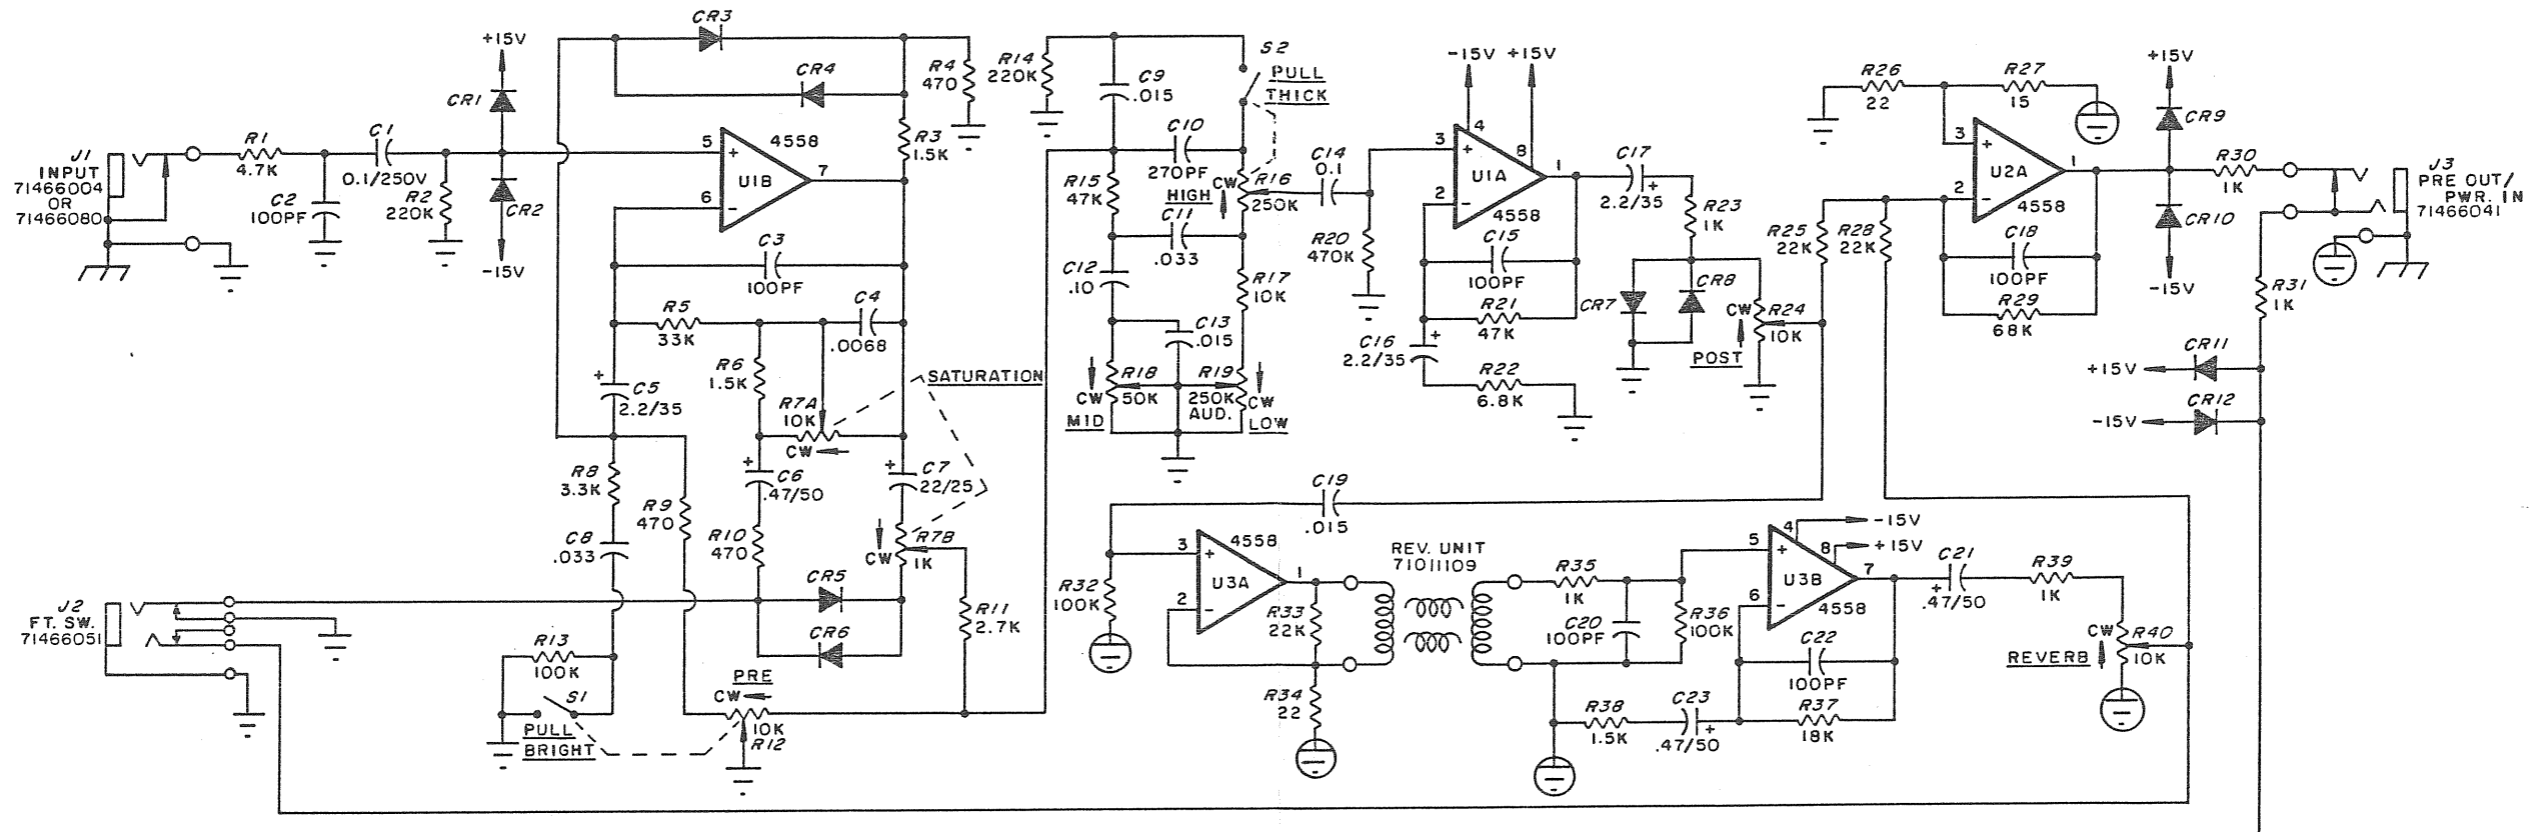 J1
INPUT
71466004
OR
71466080
R1
4.7K
C2
100PF
C1
0.1/250V
R2
220K
+15V
CR1
CR2
-15V
CR3
CR4
R4
470
R3
1.5K
5
+
6
-
4558
U1B
7
C3
100PF
R5
33K
C4
.0068
R6
1.5K
R7A
10K
CW
SATURATION
+
C5
2.2/35
R8
3.3K
C8
.033
R9
470
+
C6
.47/50
R10
470
+
C7
22/25
CW
R7B
1K
CR5
CR6
R11
2.7K
J2
FT. SW.
71466051
R13
100K
S1
PULL
BRIGHT
PRE
CW
10K
R12
R14
220K
C9
.015
S2
PULL
THICK
C10
270PF
CW
R16
250K
HIGH
R15
47K
C11
.033
C12
.10
R17
10K
C13
.015
R18
50K
CW
MID
R19
250K
AUD.
CW
LOW
C14
0.1
R20
470K
-15V
+15V
3
+
4
8
U1A
1
2
-
4558
C15
100PF
R21
47K
+
C16
2.2/35
R22
6.8K
C17
+
2.2/35
R23
1K
CR7
CR8
CW
R24
10K
POST
R25
22K
R28
22K
R26
22
R27
15
3
+
2
-
U2A
1
4558
C18
100PF
R29
68K
+15V
CR9
CR10
-15V
R30
1K
J3
PRE OUT/
PWR. IN
71466041
R31
1K
+15V
CR11
-15V
CR12
C19
.015
R32
100K
3
+
4558
U3A
1
2
-
R33
22K
R34
22
REV. UNIT
71011109
R35
1K
C20
100PF
R36
100K
5
+
4
-15V
8
+15V
U3B
7
6
-
4558
C22
100PF
R37
18K
R38
1.5K
C23
+
.47/50
C21
+
.47/50
R39
1K
CW
R40
10K
REVERB